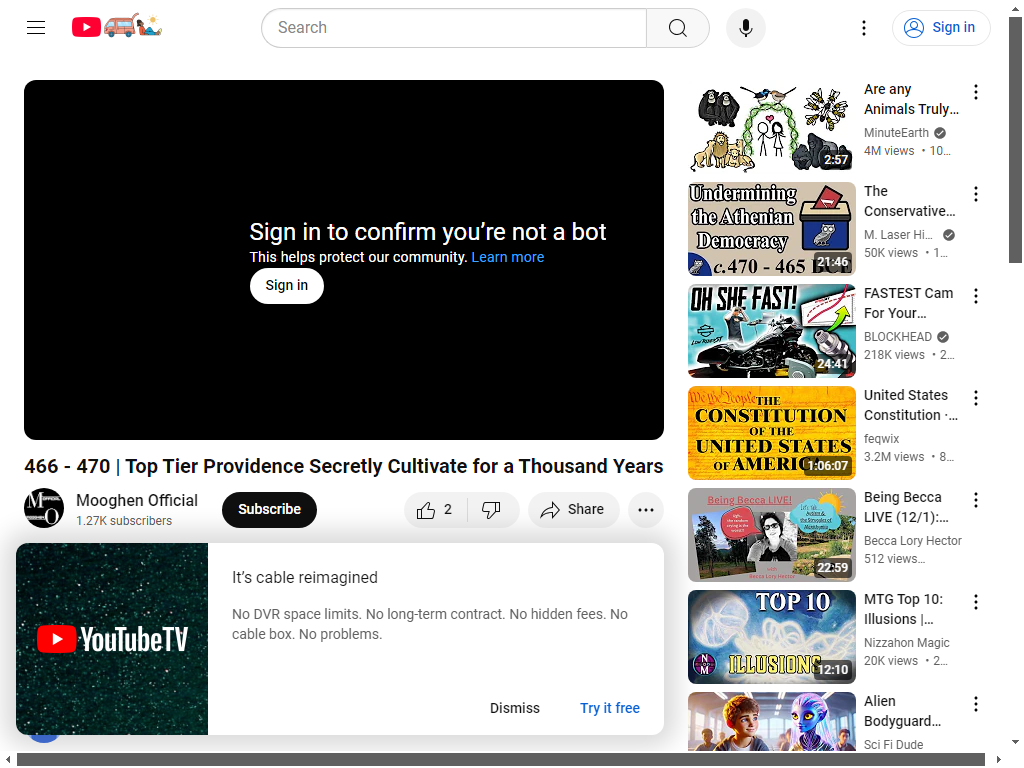 Search
Sign in
Sign in to confirm you’re not a bot
This helps protect our community. Learn more
Sign in
466 - 470 | Top Tier Providence Secretly Cultivate for a Thousand Years
Mooghen Official
1.27K subscribers
Subscribe
2
Share
YouTubeTV
It’s cable reimagined
No DVR space limits. No long-term contract. No hidden fees. No
cable box. No problems.
Dismiss
Try it free
2:57
Are any
Animals Truly…
MinuteEarth
4M views • 10…
Undermining
the Athenian
Democracy
c.470 - 465 BCE
21:46
The
Conservative…
M. Laser Hi…
50K views • 1…
OH SHE FAST!
24:41
FASTEST Cam
For Your…
BLOCKHEAD
218K views • 2…
We the People THE
CONSTITUTION
OF THE
UNITED STATES
OF AMERICA
1:06:07
United States
Constitution ·…
feqwix
3.2M views • 8…
Being Becca LIVE!
22:59
Being Becca
LIVE (12/1):…
Becca Lory Hector
512 views…
TOP 10
ILLUSIONS
12:10
MTG Top 10:
Illusions |…
Nizzahon Magic
20K views • 2…
Alien
Bodyguard…
Sci Fi Dude